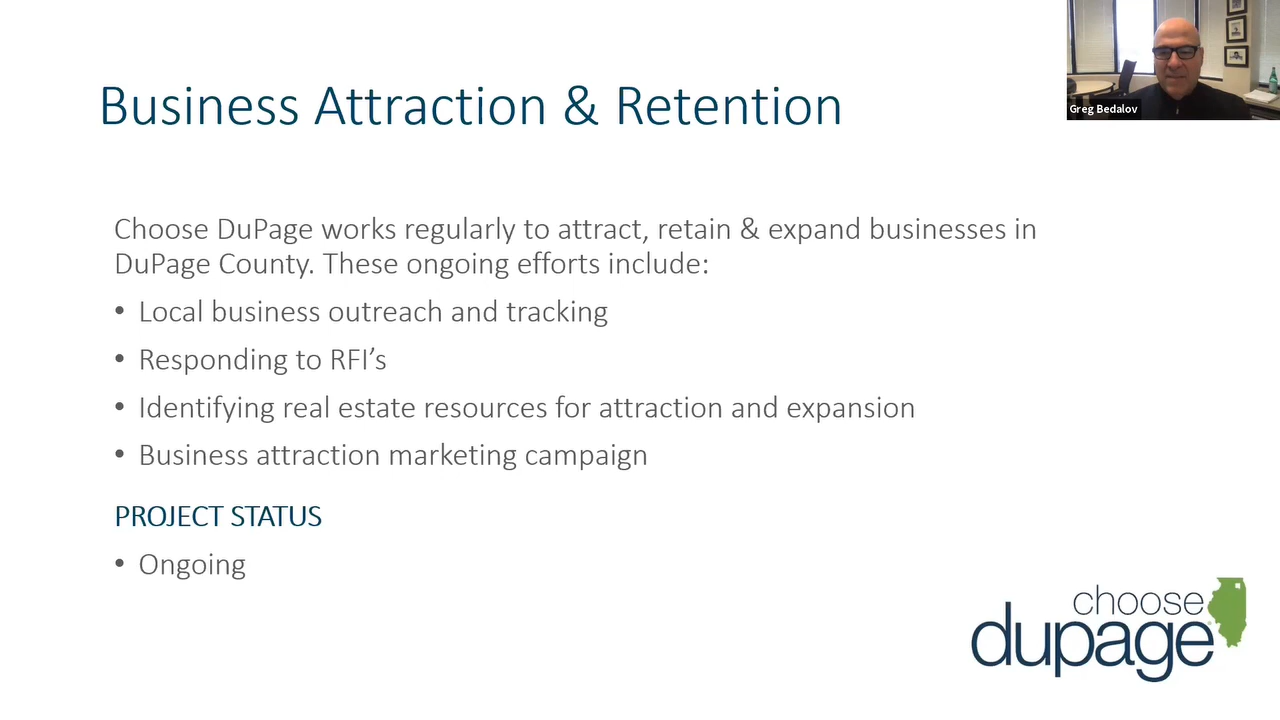 Business Attraction & Retention
Greg Bedalov
Choose DuPage works regularly to attract, retain & expand businesses in
DuPage County. These ongoing efforts include:
• Local business outreach and tracking
• Responding to RFI’s
• Identifying real estate resources for attraction and expansion
• Business attraction marketing campaign
PROJECT STATUS
• Ongoing
choose
dupage